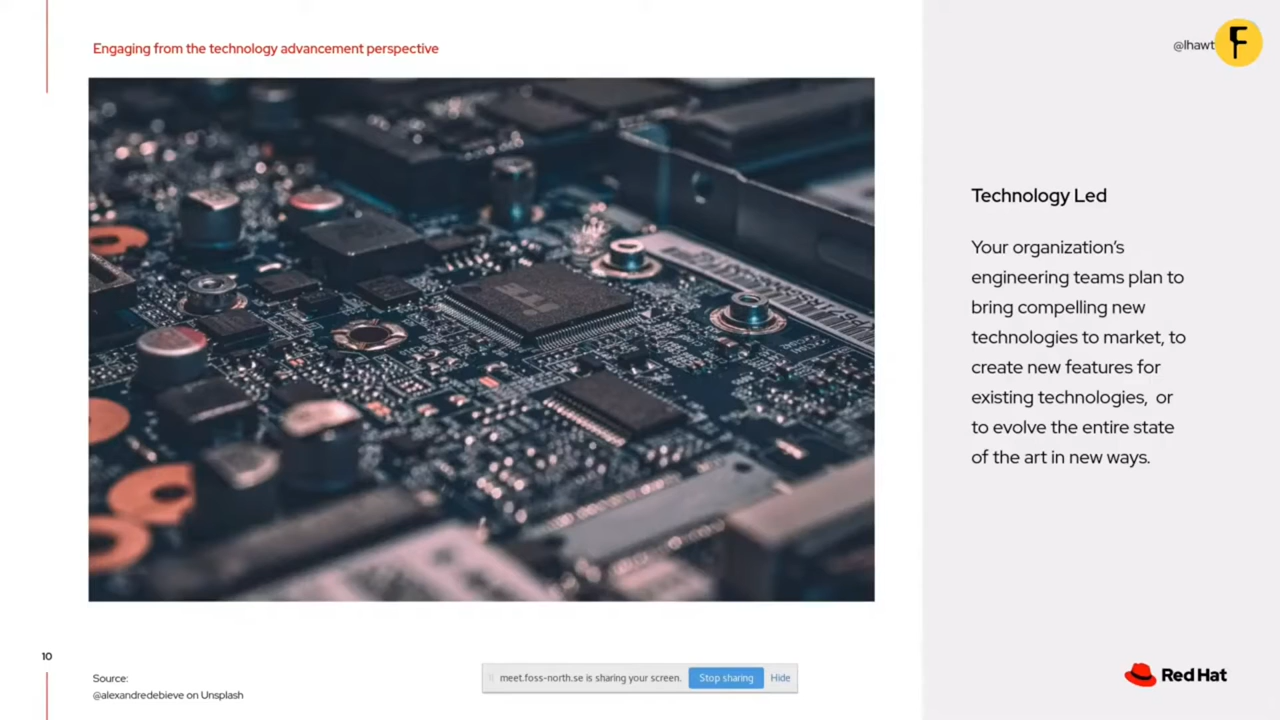 Engaging from the technology advancement perspective
@lhawt
F
Technology Led
Your organization's
engineering teams plan to
bring compelling new
technologies to market, to
create new features for
existing technologies, or
to evolve the entire state
of the art in new ways.
10
Source:
@alexandredebieve on Unsplash
meet.foss-north.se is sharing your screen.
Stop sharing
Hide
Red Hat